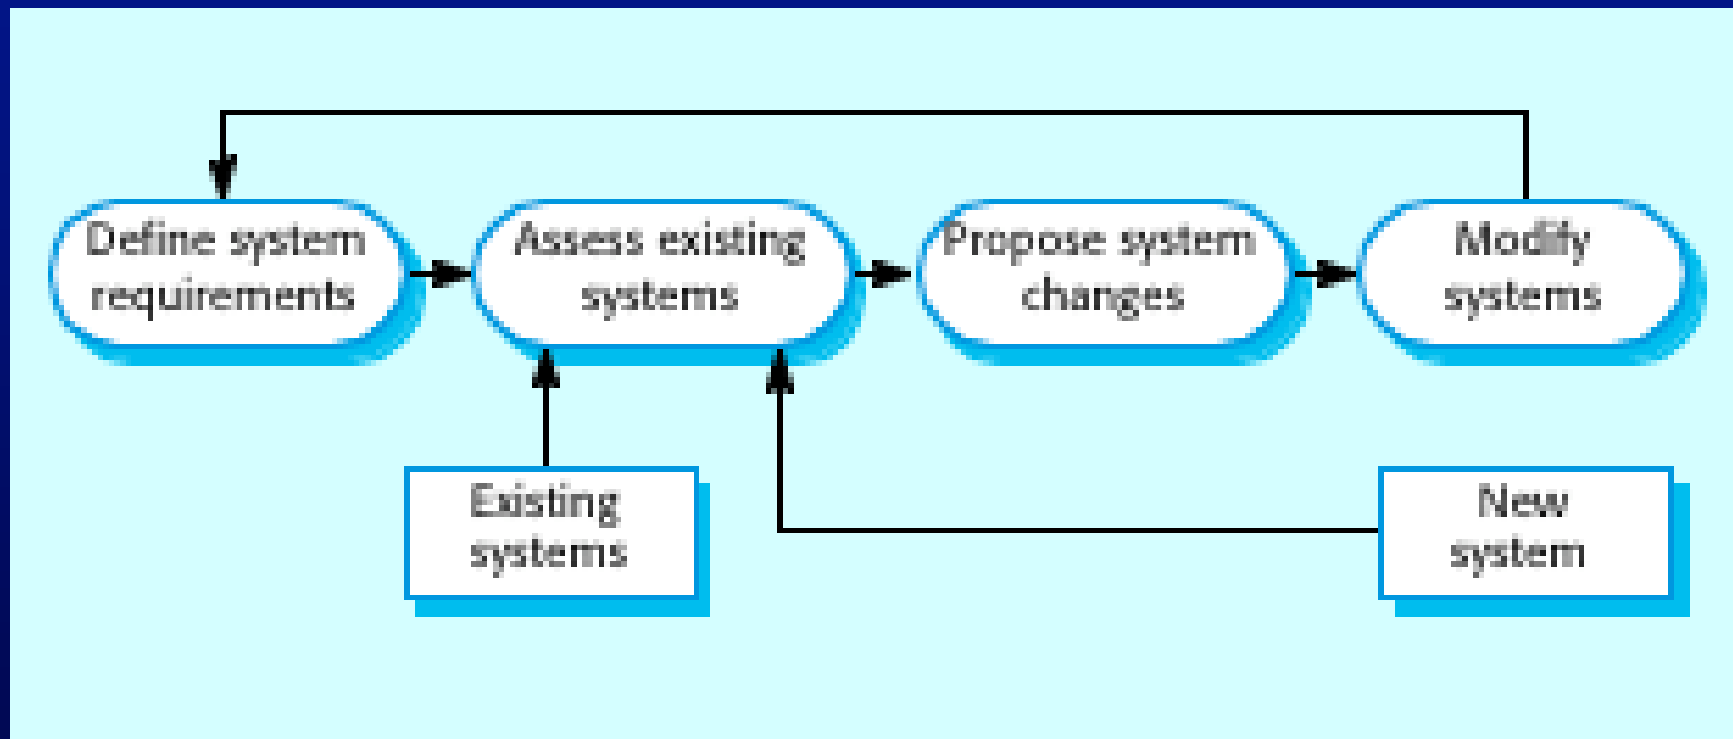 Define system
requirements
Assess existing
systems
Propose system
changes
Modify
systems
Existing
systems
New
system